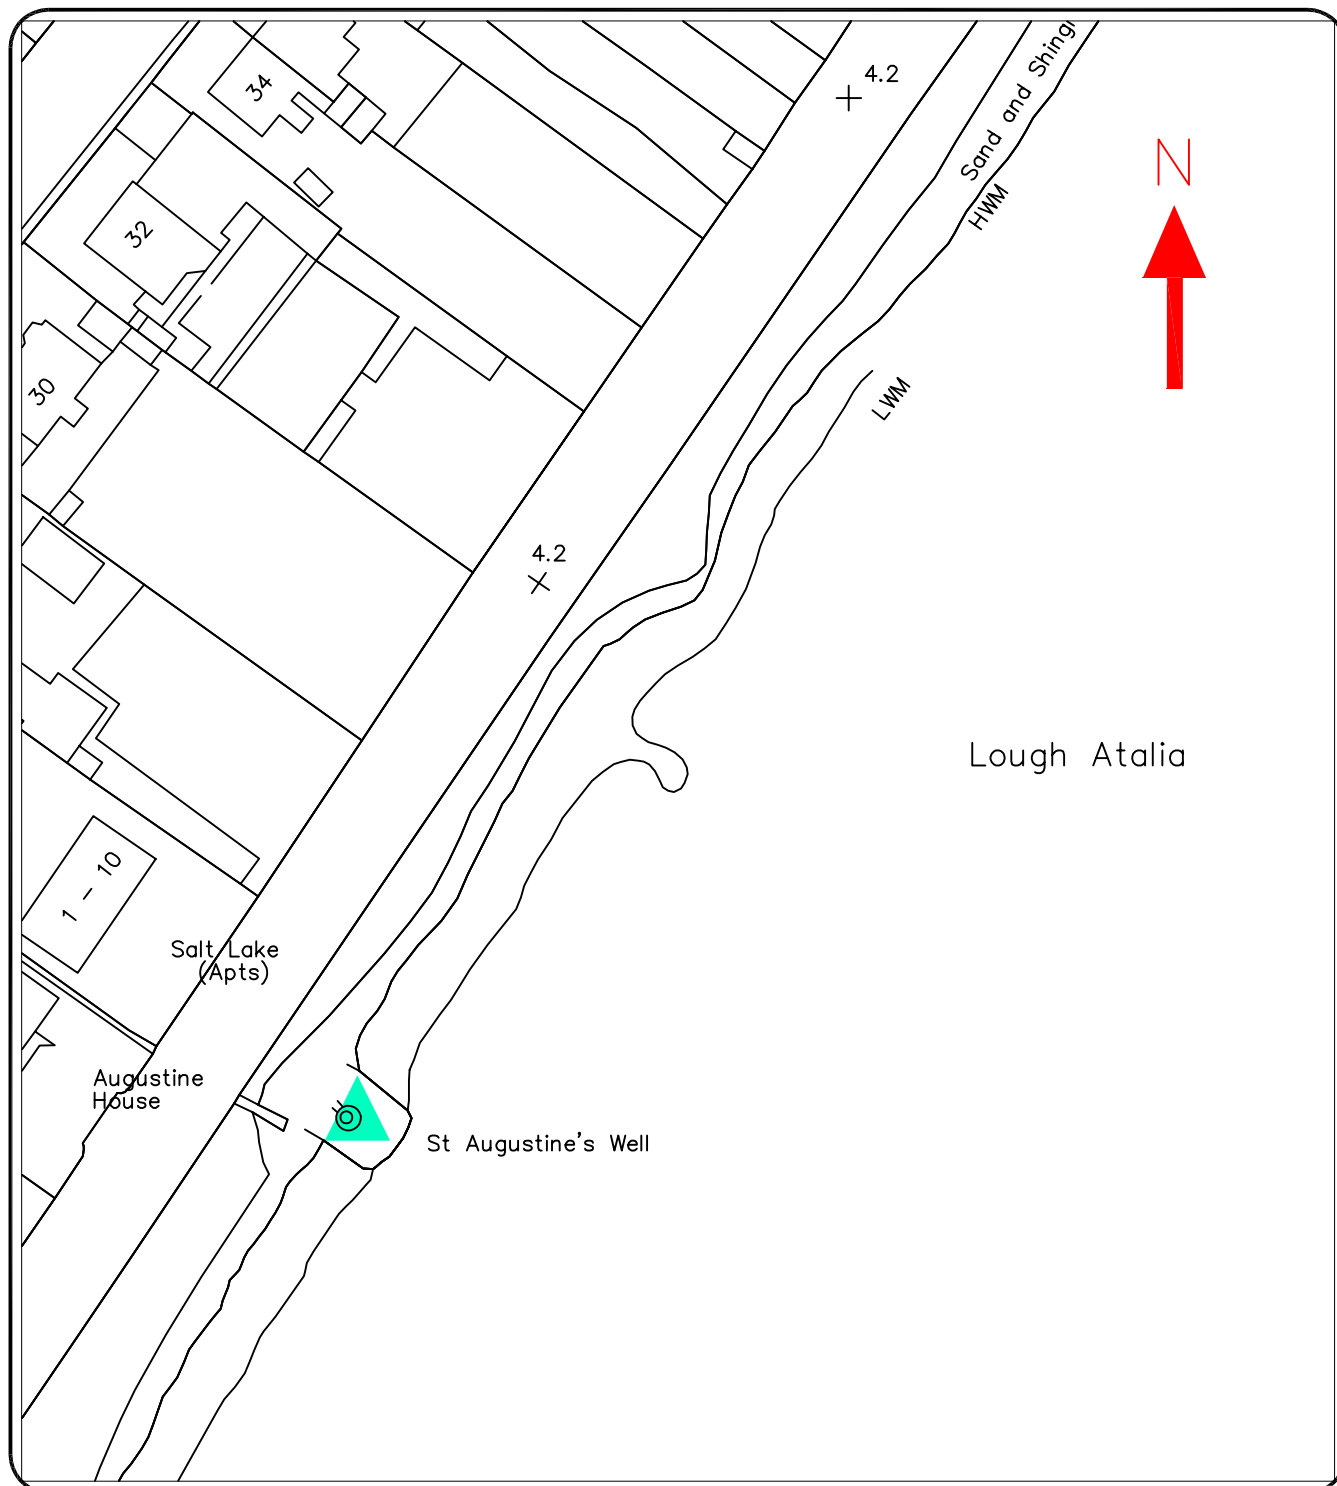 34
4.2
Sand and Shing
N
HWM
32
30
LWM
4.2
Lough Atalia
1 - 10
Salt Lake
(Apts)
Augustine
House
St Augustine's Well